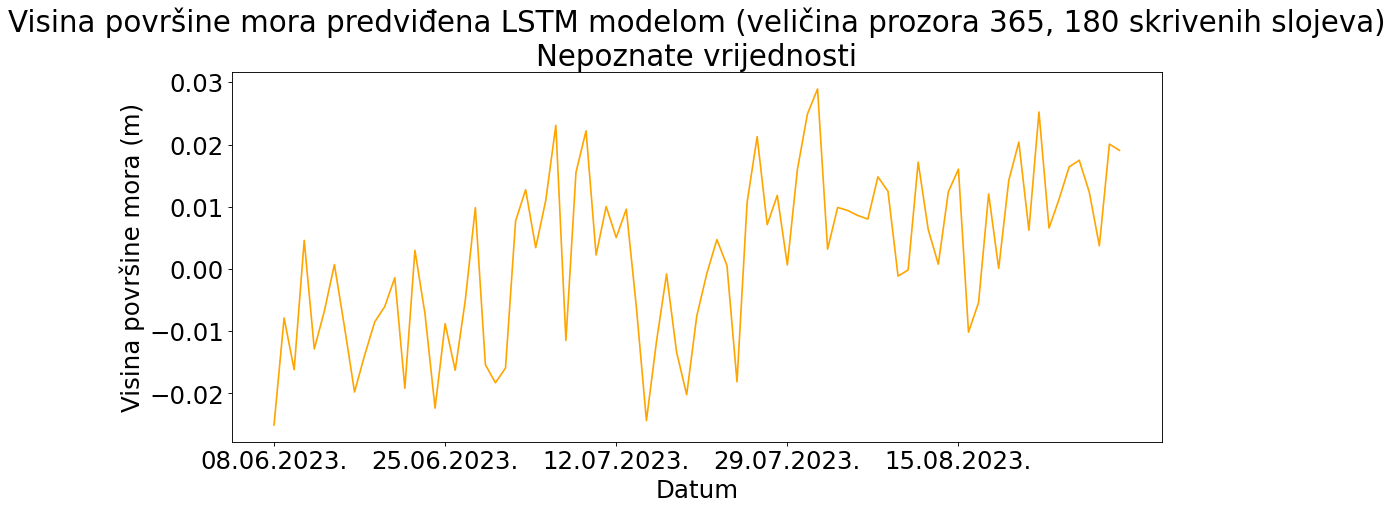 Visina površine mora predviđena LSTM modelom (veličina prozora 365, 180 skrivenih slojeva)
Nepoznate vrijednosti
Visina površine mora (m)
0.03
0.02
0.01
0.00
−0.01
−0.02
08.06.2023. 25.06.2023. 12.07.2023. 29.07.2023. 15.08.2023.
Datum